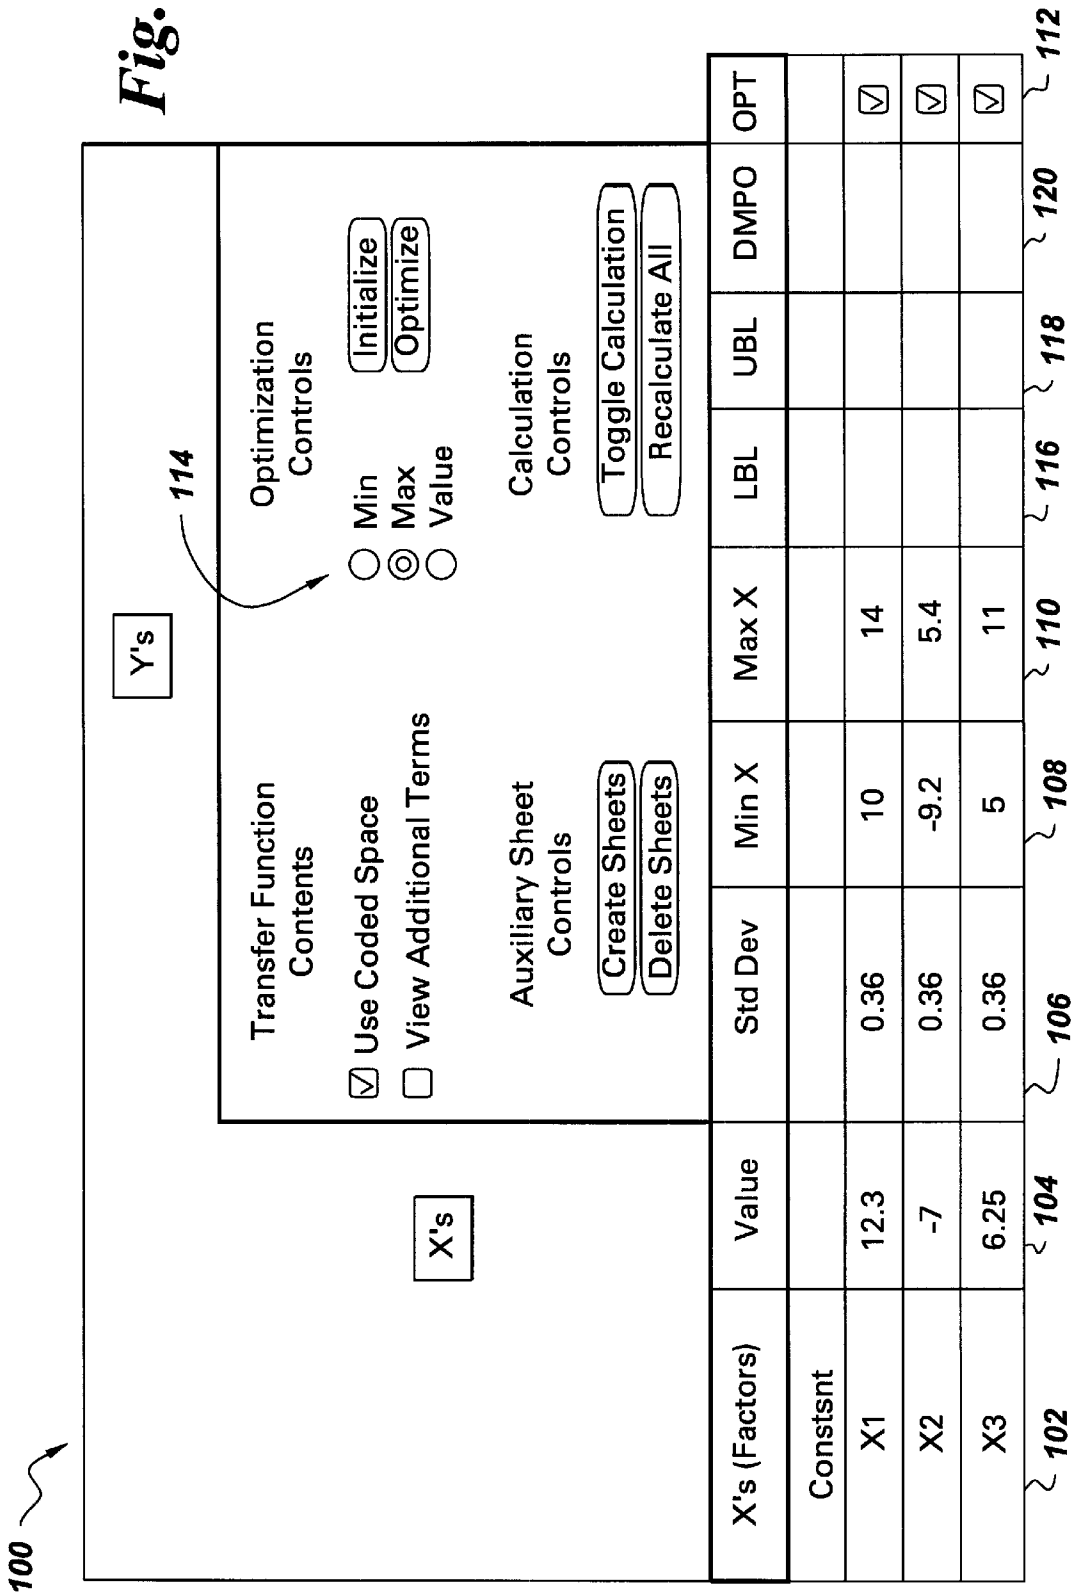 Fig.
100
Y's
114
Transfer Function
Contents
Optimization
Controls
Use Coded Space
Min
Initialize
View Additional Terms
Max
Optimize
Value
X's
Auxiliary Sheet
Controls
Calculation
Controls
Create Sheets
Toggle Calculation
Delete Sheets
Recalculate All
X's (Factors) Value Std Dev Min X Max X LBL UBL DMPO OPT
Constsnt
X1 12.3 0.36 10 14
X2 -7 0.36 -9.2 5.4
X3 6.25 0.36 5 11
102 104 106 108 110 116 118 120 112